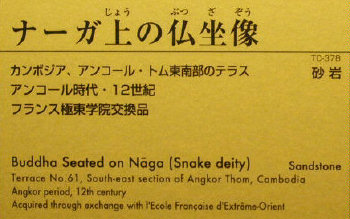 じょう ぶつ ざ ぞう
ナーガ上の仏坐像
TC-378
カンボジア、アンコール・トム東南部のテラス 砂岩
アンコール時代・12世紀
フランス極東学院交換品
Buddha Seated on Nāga (Snake deity) Sandstone
Terrace No.61, South-east section of Angkor Thom, Cambodia
Angkor period, 12th century
Acquired through exchange with l'Ecole Française d'Extrême-Orient